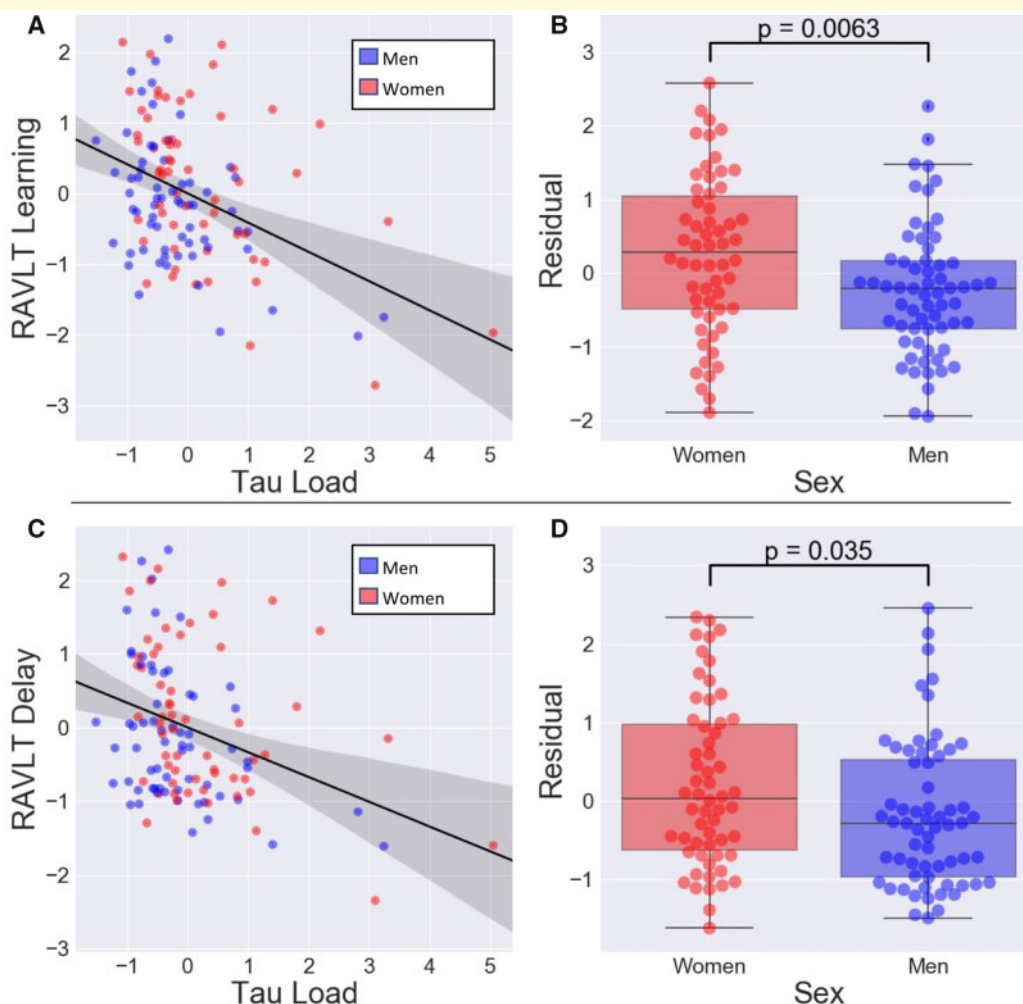 A
RAVLT Learning
2
1
0
−1
−2
−3
Men
Women
−1 0 1 2 3 4 5
Tau Load
B
p = 0.0063
Residual
3
2
1
0
−1
−2
Women Men
Sex
C
RAVLT Delay
2
1
0
−1
−2
−3
Men
Women
−1 0 1 2 3 4 5
Tau Load
D
p = 0.035
Residual
3
2
1
0
−1
Women Men
Sex